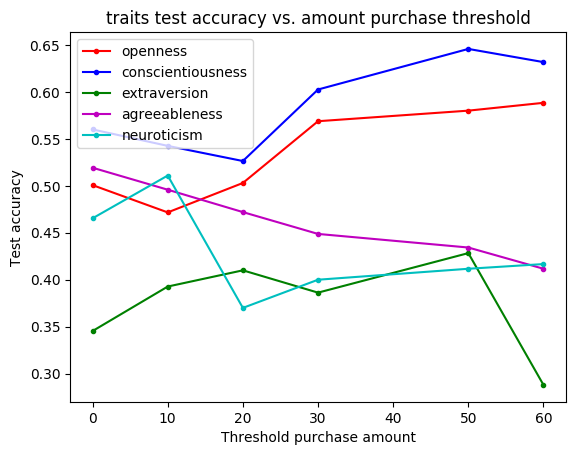 traits test accuracy vs. amount purchase threshold
openness
conscientiousness
extraversion
agreeableness
neuroticism
0.65
0.60
0.55
0.50
0.45
0.40
0.35
0.30
Test accuracy
0 10 20 30 40 50 60
Threshold purchase amount